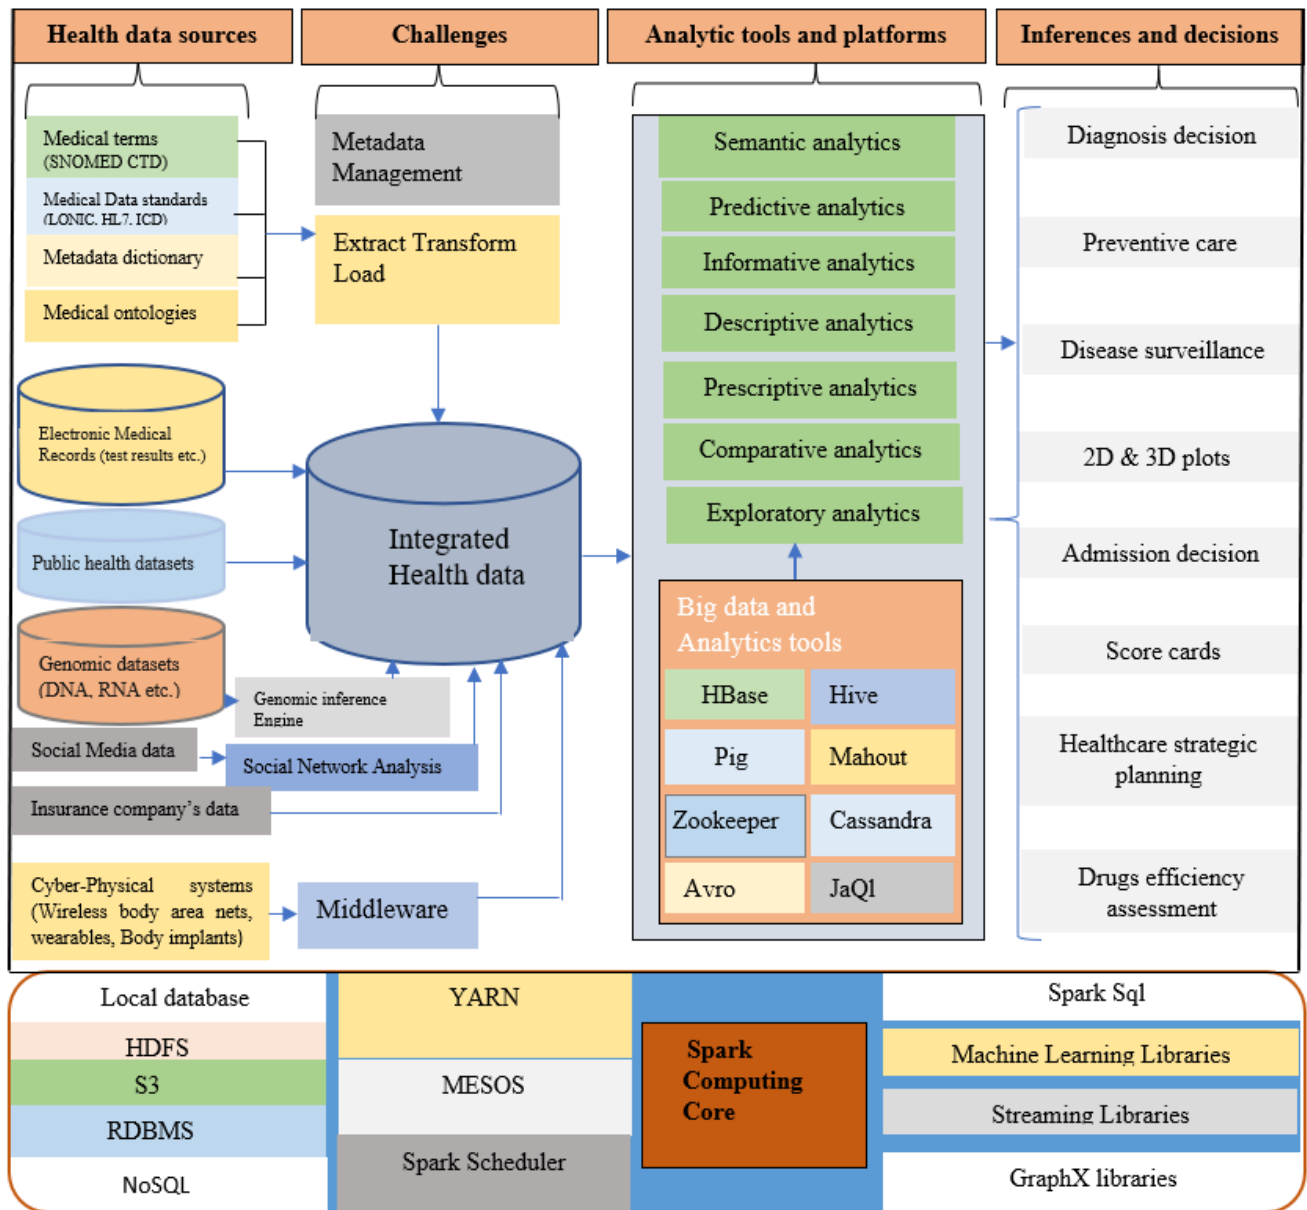 Health data sources
Challenges
Analytic tools and platforms
Inferences and decisions
Medical terms
(SNOMED CTD)
Medical Data standards
(LONIC, HL7, ICD)
Metadata dictionary
Medical ontologies
Electronic Medical
Records (test results etc.)
Public health datasets
Genomic datasets
(DNA, RNA etc.)
Social Media data
Insurance company's data
Cyber-Physical systems
(Wireless body area nets,
wearables, Body implants)
Metadata
Management
Extract Transform
Load
Integrated
Health data
Genomic inference
Engine
Social Network Analysis
Middleware
Semantic analytics
Predictive analytics
Informative analytics
Descriptive analytics
Prescriptive analytics
Comparative analytics
Exploratory analytics
Big data and
Analytics tools
HBase
Hive
Pig
Mahout
Zookeeper
Cassandra
Avro
JaQl
Diagnosis decision
Preventive care
Disease surveillance
2D & 3D plots
Admission decision
Score cards
Healthcare strategic
planning
Drugs efficiency
assessment
Local database
HDFS
S3
RDBMS
NoSQL
YARN
MESOS
Spark Scheduler
Spark
Computing
Core
Spark Sql
Machine Learning Libraries
Streaming Libraries
GraphX libraries